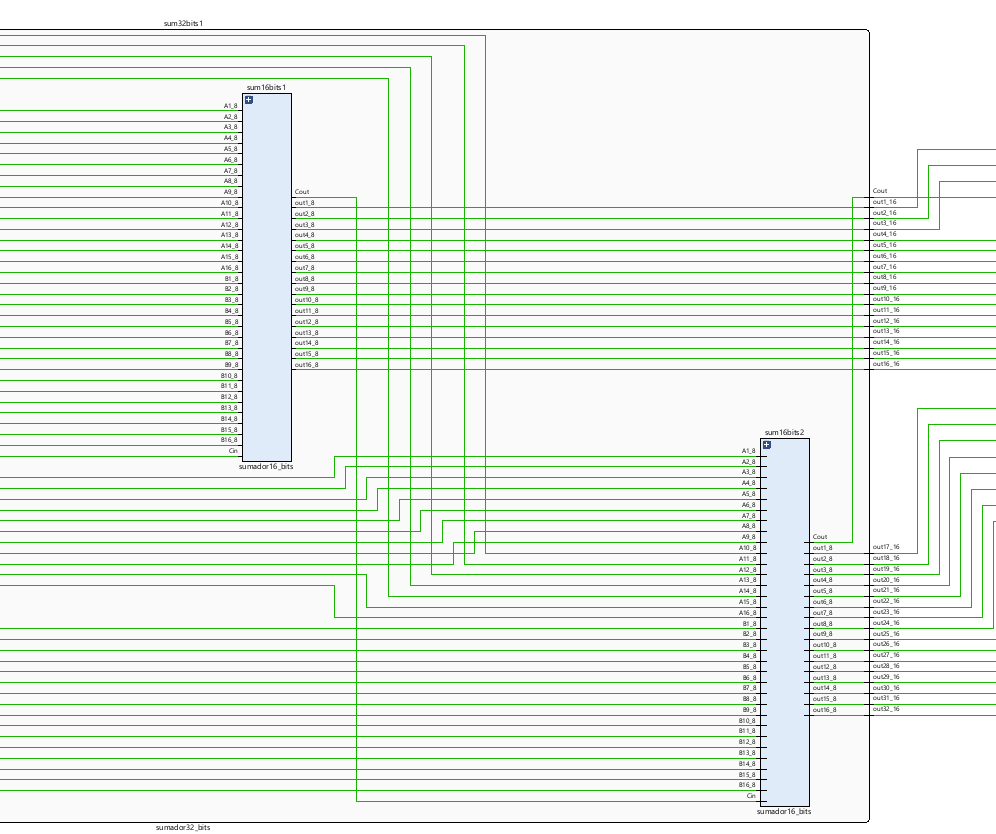 sum32bits1
sum16bits1
A1_8
A2_8
A3_8
A4_8
A5_8
A6_8
A7_8
A8_8
A9_8
A10_8
A11_8
A12_8
A13_8
A14_8
A15_8
A16_8
B1_8
B2_8
B3_8
B4_8
B5_8
B6_8
B7_8
B8_8
B9_8
B10_8
B11_8
B12_8
B13_8
B14_8
B15_8
B16_8
Cin
Cout
out1_8
out2_8
out3_8
out4_8
out5_8
out6_8
out7_8
out8_8
out9_8
out10_8
out11_8
out12_8
out13_8
out14_8
out15_8
out16_8
sumador16_bits
Cout
out1_16
out2_16
out3_16
out4_16
out5_16
out6_16
out7_16
out8_16
out9_16
out10_16
out11_16
out12_16
out13_16
out14_16
out15_16
out16_16
sum16bits2
A1_8
A2_8
A3_8
A4_8
A5_8
A6_8
A7_8
A8_8
A9_8
A10_8
A11_8
A12_8
A13_8
A14_8
A15_8
A16_8
B1_8
B2_8
B3_8
B4_8
B5_8
B6_8
B7_8
B8_8
B9_8
B10_8
B11_8
B12_8
B13_8
B14_8
B15_8
B16_8
Cin
Cout
out1_8
out2_8
out3_8
out4_8
out5_8
out6_8
out7_8
out8_8
out9_8
out10_8
out11_8
out12_8
out13_8
out14_8
out15_8
out16_8
sumador16_bits
out17_16
out18_16
out19_16
out20_16
out21_16
out22_16
out23_16
out24_16
out25_16
out26_16
out27_16
out28_16
out29_16
out30_16
out31_16
out32_16
sumador32_bits